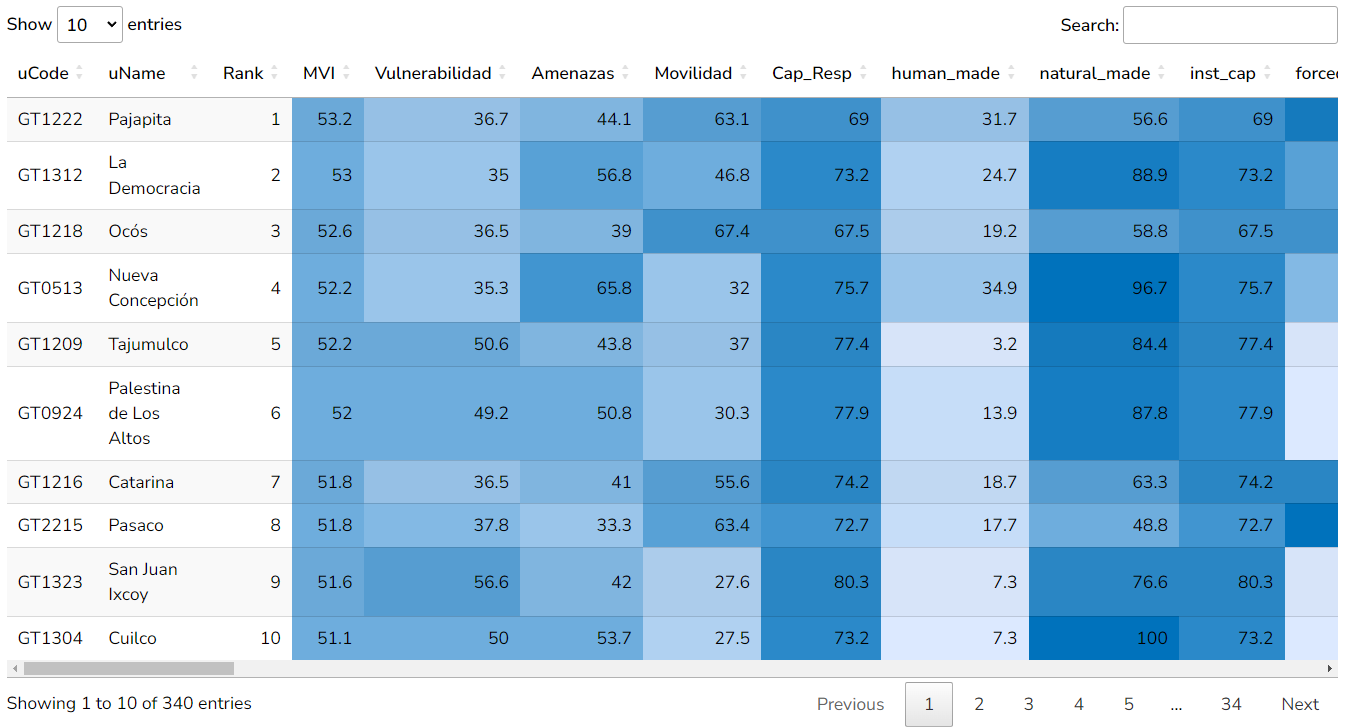 Show 10 entries Search:
uCode uName Rank MVI Vulnerabilidad Amenazas Movilidad Cap_Resp human_made natural_made inst_cap forced
GT1222 Pajapita 1 53.2 36.7 44.1 63.1 69 31.7 56.6 69
La
GT1312 2 53 35 56.8 46.8 73.2 24.7 88.9 73.2
Democracia
GT1218 Ocós 3 52.6 36.5 39 67.4 67.5 19.2 58.8 67.5
Nueva
GT0513 4 52.2 35.3 65.8 32 75.7 34.9 96.7 75.7
Concepción
GT1209 Tajumulco 5 52.2 50.6 43.8 37 77.4 3.2 84.4 77.4
Palestina
GT0924 de Los 6 52 49.2 50.8 30.3 77.9 13.9 87.8 77.9
Altos
GT1216 Catarina 7 51.8 36.5 41 55.6 74.2 18.7 63.3 74.2
GT2215 Pasaco 8 51.8 37.8 33.3 63.4 72.7 17.7 48.8 72.7
San Juan
GT1323 9 51.6 56.6 42 27.6 80.3 7.3 76.6 80.3
Ixcoy
GT1304 Cuilco 10 51.1 50 53.7 27.5 73.2 7.3 100 73.2
Showing 1 to 10 of 340 entries Previous 1 2 3 4 5 ... 34 Next